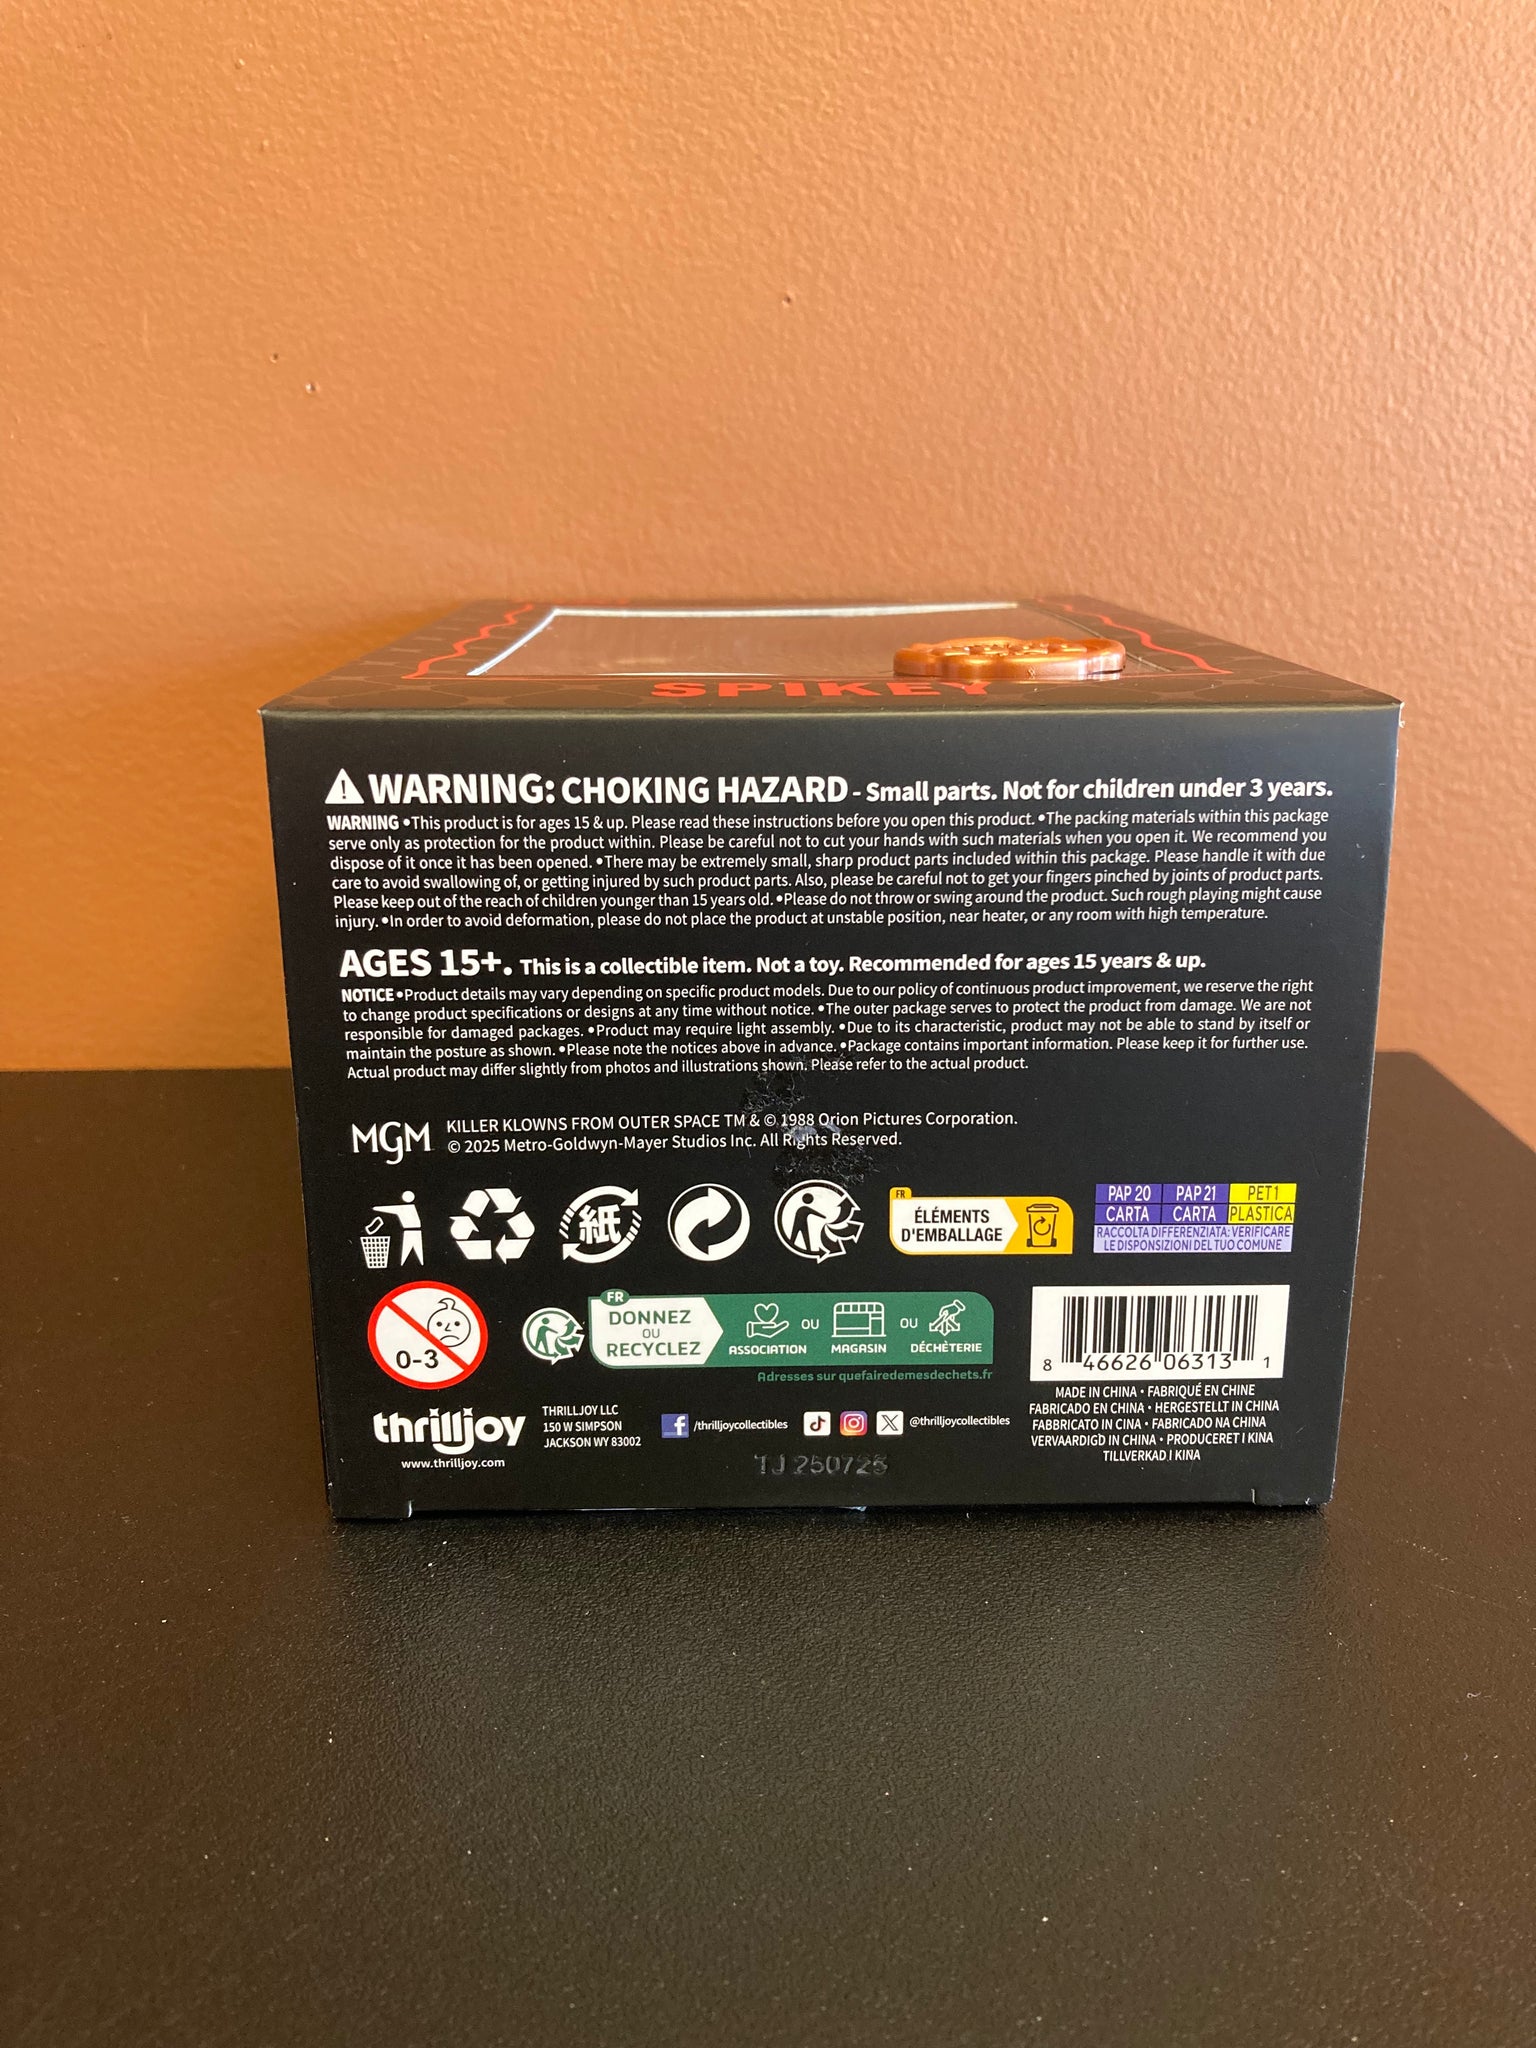 SPIKEY
WARNING: CHOKING HAZARD - Small parts. Not for children under 3 years.
WARNING •This product is for ages 15 & up. Please read these instructions before you open this product. •The packing materials within this package
serve only as protection for the product within. Please be careful not to cut your hands with such materials when you open it. We recommend you
dispose of it once it has been opened. •There may be extremely small, sharp product parts included within this package. Please handle it with due
care to avoid swallowing of, or getting injured by such product parts. Also, please be careful not to get your fingers pinched by joints of product parts.
Please keep out of the reach of children younger than 15 years old. •Please do not throw or swing around the product. Such rough playing might cause
injury. •In order to avoid deformation, please do not place the product at unstable position, near heater, or any room with high temperature.
AGES 15+. This is a collectible item. Not a toy. Recommended for ages 15 years & up.
NOTICE •Product details may vary depending on specific product models. Due to our policy of continuous product improvement, we reserve the right
to change product specifications or designs at any time without notice. •The outer package serves to protect the product from damage. We are not
responsible for damaged packages. •Product may require light assembly. •Due to its characteristic, product may not be able to stand by itself or
maintain the posture as shown. •Please note the notices above in advance. •Package contains important information. Please keep it for further use.
Actual product may differ slightly from photos and illustrations shown. Please refer to the actual product.
MGM
KILLER KLOWNS FROM OUTER SPACE TM & © 1988 Orion Pictures Corporation.
© 2025 Metro-Goldwyn-Mayer Studios Inc. All Rights Reserved.
紙
FR
ÉLÉMENTS
D'EMBALLAGE
PAP 20 PAP 21 PET 1
CARTA CARTA PLASTICA
RACCOLTA DIFFERENZIATA: VERIFICARE
LE DISPOSIZIONI DEL TUO COMUNE
0-3
FR
DONNEZ
OU
RECYCLEZ
ASSOCIATION OU MAGASIN OU DÉCHÈTERIE
Adresses sur quefairedemesdechets.fr
8 46626 06313 1
MADE IN CHINA • FABRIQUÉ EN CHINE
FABRICADO EN CHINA • HERGESTELLT IN CHINA
FABBRICATO IN CINA • FABRICADO NA CHINA
VERVAARDIGD IN CHINA • PRODUCERET I KINA
TILLVERKAD I KINA
thrilljoy
www.thrilljoy.com
THRILLJOY LLC
150 W SIMPSON
JACKSON WY 83002
f /thrilljoycollectibles
@thrilljoycollectibles
TJ 250725